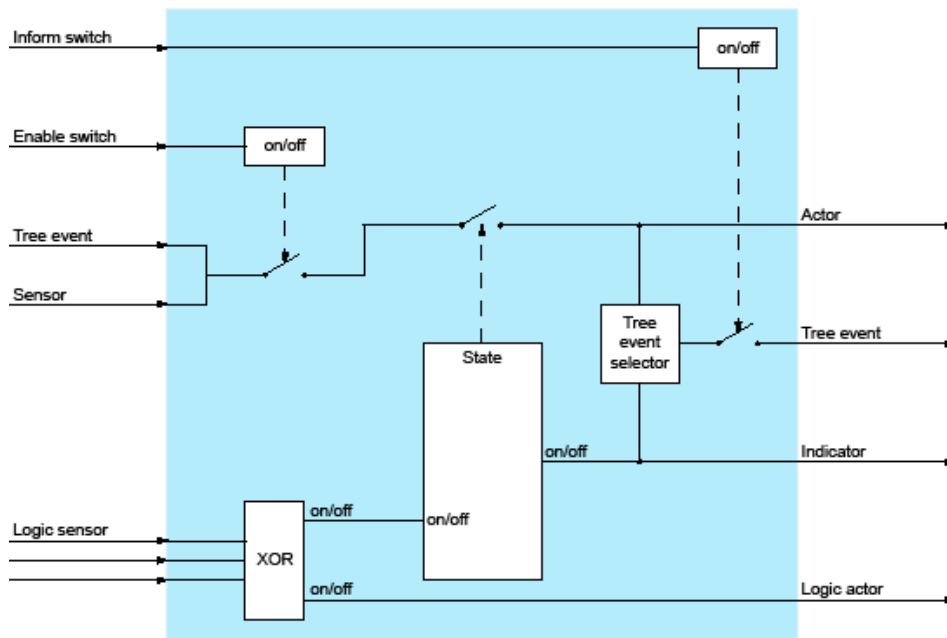 Inform switch
on/off
Enable switch
on/off
Tree event
Actor
Sensor
Tree
event
selector
Tree event
State
on/off
Indicator
on/off
on/off
Logic sensor
XOR
on/off
Logic actor